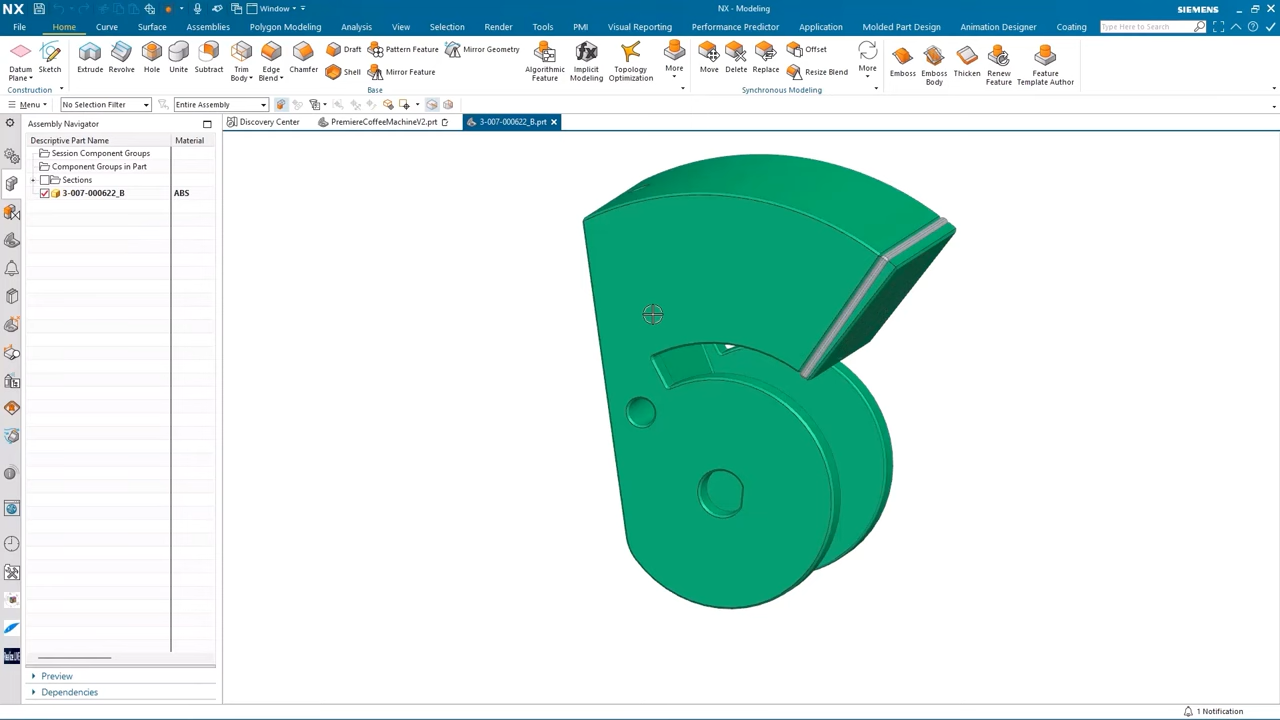 NX
Window
NX - Modeling
SIEMENS
File Home Curve Surface Assemblies Polygon Modeling Analysis View Selection Render Tools PMI Visual Reporting Performance Predictor Application Molded Part Design Animation Designer Coating Type Here to Search
Datum Plane
Sketch
Construction
Extrude
Revolve
Hole
Unite
Subtract
Trim Body
Edge Blend
Chamfer
Draft
Shell
Pattern Feature
Mirror Feature
Mirror Geometry
Algorithmic Feature
Implicit Modeling
Topology Optimization
More
Base
Move
Delete
Replace
Offset
Resize Blend
More
Synchronous Modeling
Emboss
Emboss Body
Thicken
Renew Feature
Feature Template Author
Menu
No Selection Filter
Entire Assembly
Assembly Navigator
Discovery Center
PremiereCoffeeMachineV2.prt
3-007-000622_B.prt
Descriptive Part Name Material
Session Component Groups
Component Groups in Part
Sections
3-007-000622_B ABS
Preview
Dependencies
1 Notification